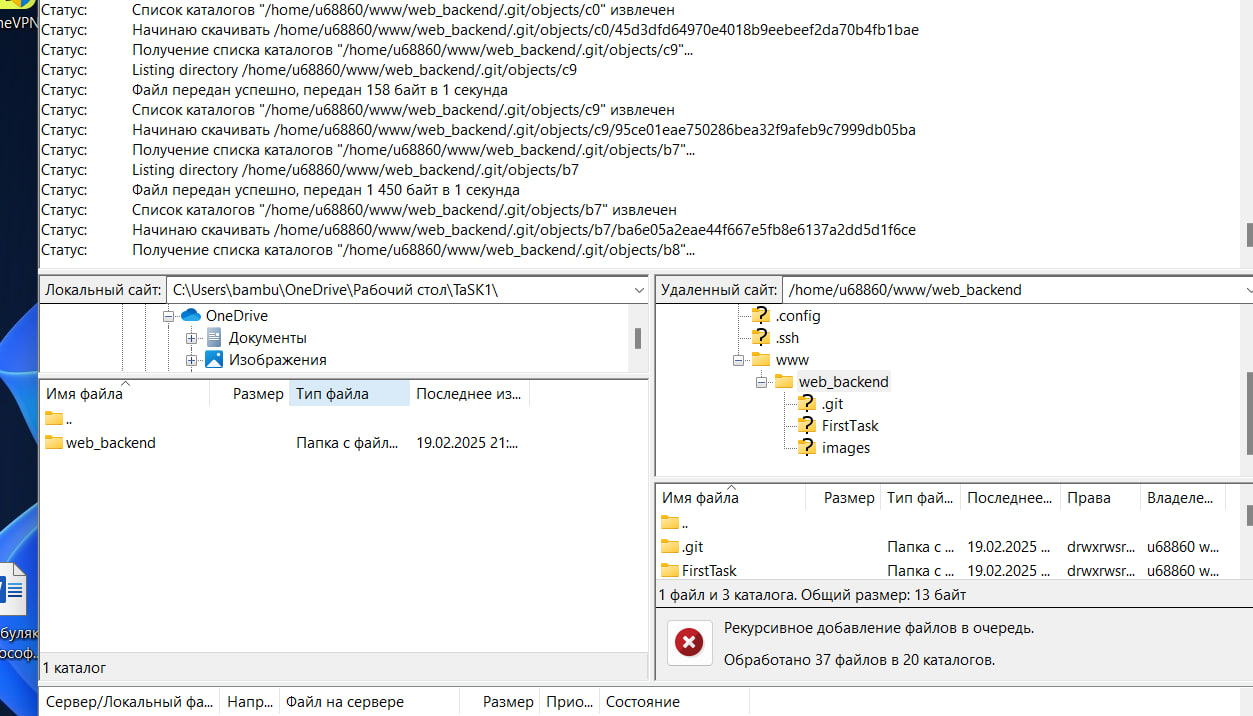 neVPN
Статус: Список каталогов "/home/u68860/www/web_backend/.git/objects/c0" извлечен
Статус: Начинаю скачивать /home/u68860/www/web_backend/.git/objects/c0/45d3dfd64970e4018b9eebeef2da70b4fb1bae
Статус: Получение списка каталогов "/home/u68860/www/web_backend/.git/objects/c9"...
Статус: Listing directory /home/u68860/www/web_backend/.git/objects/c9
Статус: Файл передан успешно, передан 158 байт в 1 секунда
Статус: Список каталогов "/home/u68860/www/web_backend/.git/objects/c9" извлечен
Статус: Начинаю скачивать /home/u68860/www/web_backend/.git/objects/c9/95ce01eae750286bea32f9afeb9c7999db05ba
Статус: Получение списка каталогов "/home/u68860/www/web_backend/.git/objects/b7"...
Статус: Listing directory /home/u68860/www/web_backend/.git/objects/b7
Статус: Файл передан успешно, передан 1 450 байт в 1 секунда
Статус: Список каталогов "/home/u68860/www/web_backend/.git/objects/b7" извлечен
Статус: Начинаю скачивать /home/u68860/www/web_backend/.git/objects/b7/ba6e05a2eae44f667e5fb8e6137a2dd5d1f6ce
Статус: Получение списка каталогов "/home/u68860/www/web_backend/.git/objects/b8"...
Локальный сайт: C:\Users\bambu\OneDrive\Рабочий стол\TaSK1\
OneDrive
Документы
Изображения
Имя файла Размер Тип файла Последнее из...
..
web_backend Папка с файл... 19.02.2025 21:...
1 каталог
Удаленный сайт: /home/u68860/www/web_backend
.config
.ssh
www
web_backend
.git
FirstTask
images
Имя файла Размер Тип фай... Последнее... Права Владеле...
..
.git Папка с ... 19.02.2025 ... drwxrwsr... u68860 w...
FirstTask Папка с ... 19.02.2025 ... drwxrwsr... u68860 w...
1 файл и 3 каталога. Общий размер: 13 байт
Рекурсивное добавление файлов в очередь.
Обработано 37 файлов в 20 каталогов.
буляк
ософ...
Сервер/Локальный фа... Напр... Файл на сервере Размер Прио... Состояние